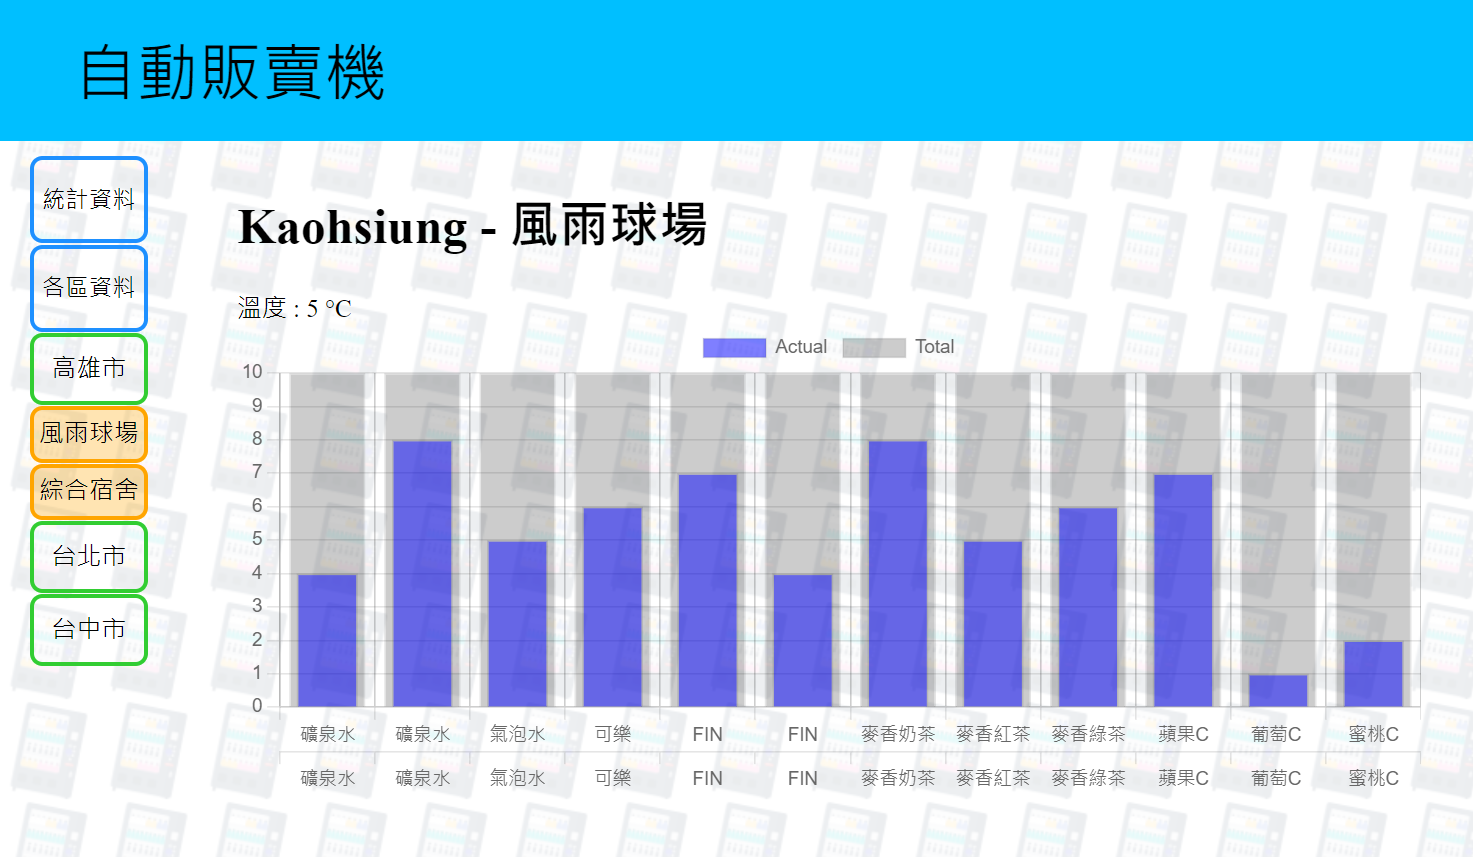 自動販賣機
統計資料
各區資料
高雄市
風雨球場
綜合宿舍
台北市
台中市
Kaohsiung - 風雨球場
溫度 : 5 °C
Actual Total
10
9
8
7
6
5
4
3
2
1
0
礦泉水 礦泉水 氣泡水 可樂 FIN FIN 麥香奶茶 麥香紅茶 麥香綠茶 蘋果C 葡萄C 蜜桃C
礦泉水 礦泉水 氣泡水 可樂 FIN FIN 麥香奶茶 麥香紅茶 麥香綠茶 蘋果C 葡萄C 蜜桃C